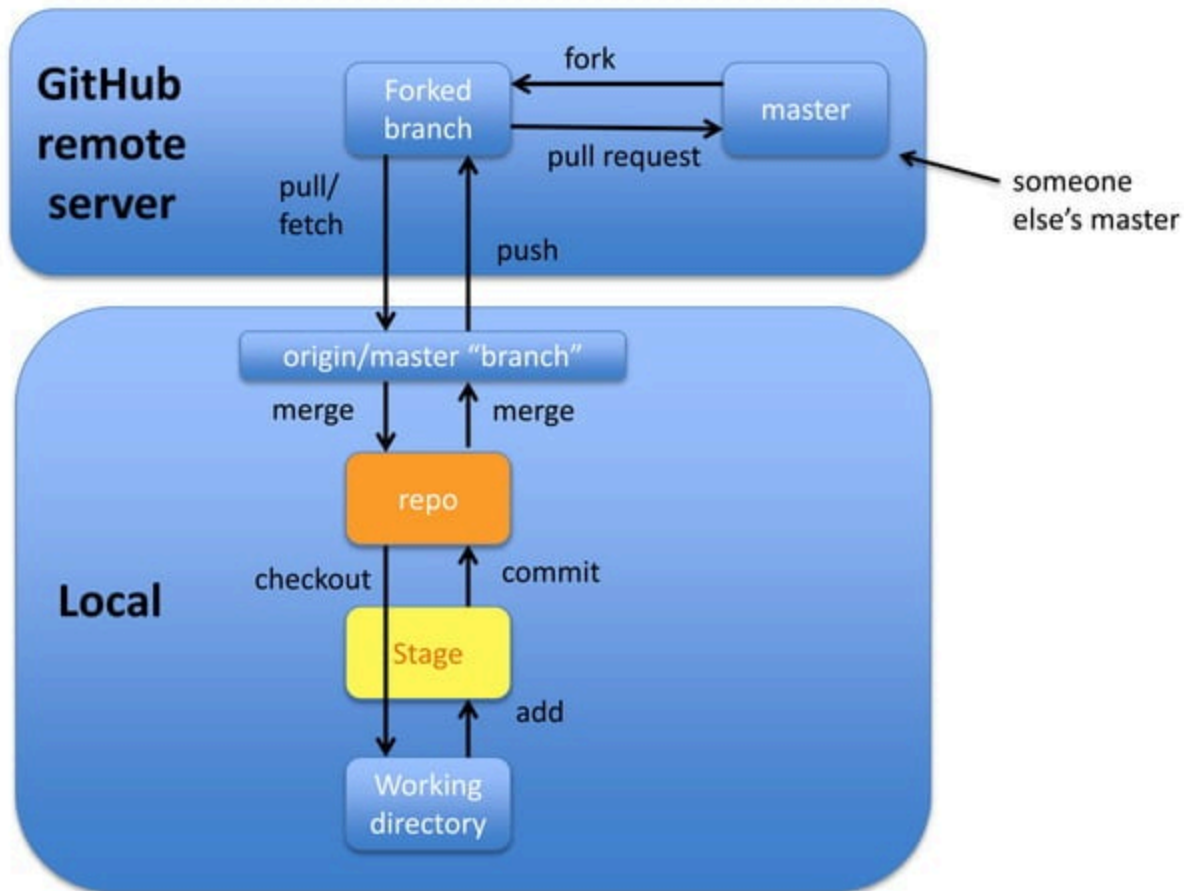 GitHub
remote
server
fork
Forked
branch
master
pull request
someone
else's master
pull/
fetch
push
origin/master “branch”
merge
merge
repo
checkout
commit
Local
Stage
add
Working
directory